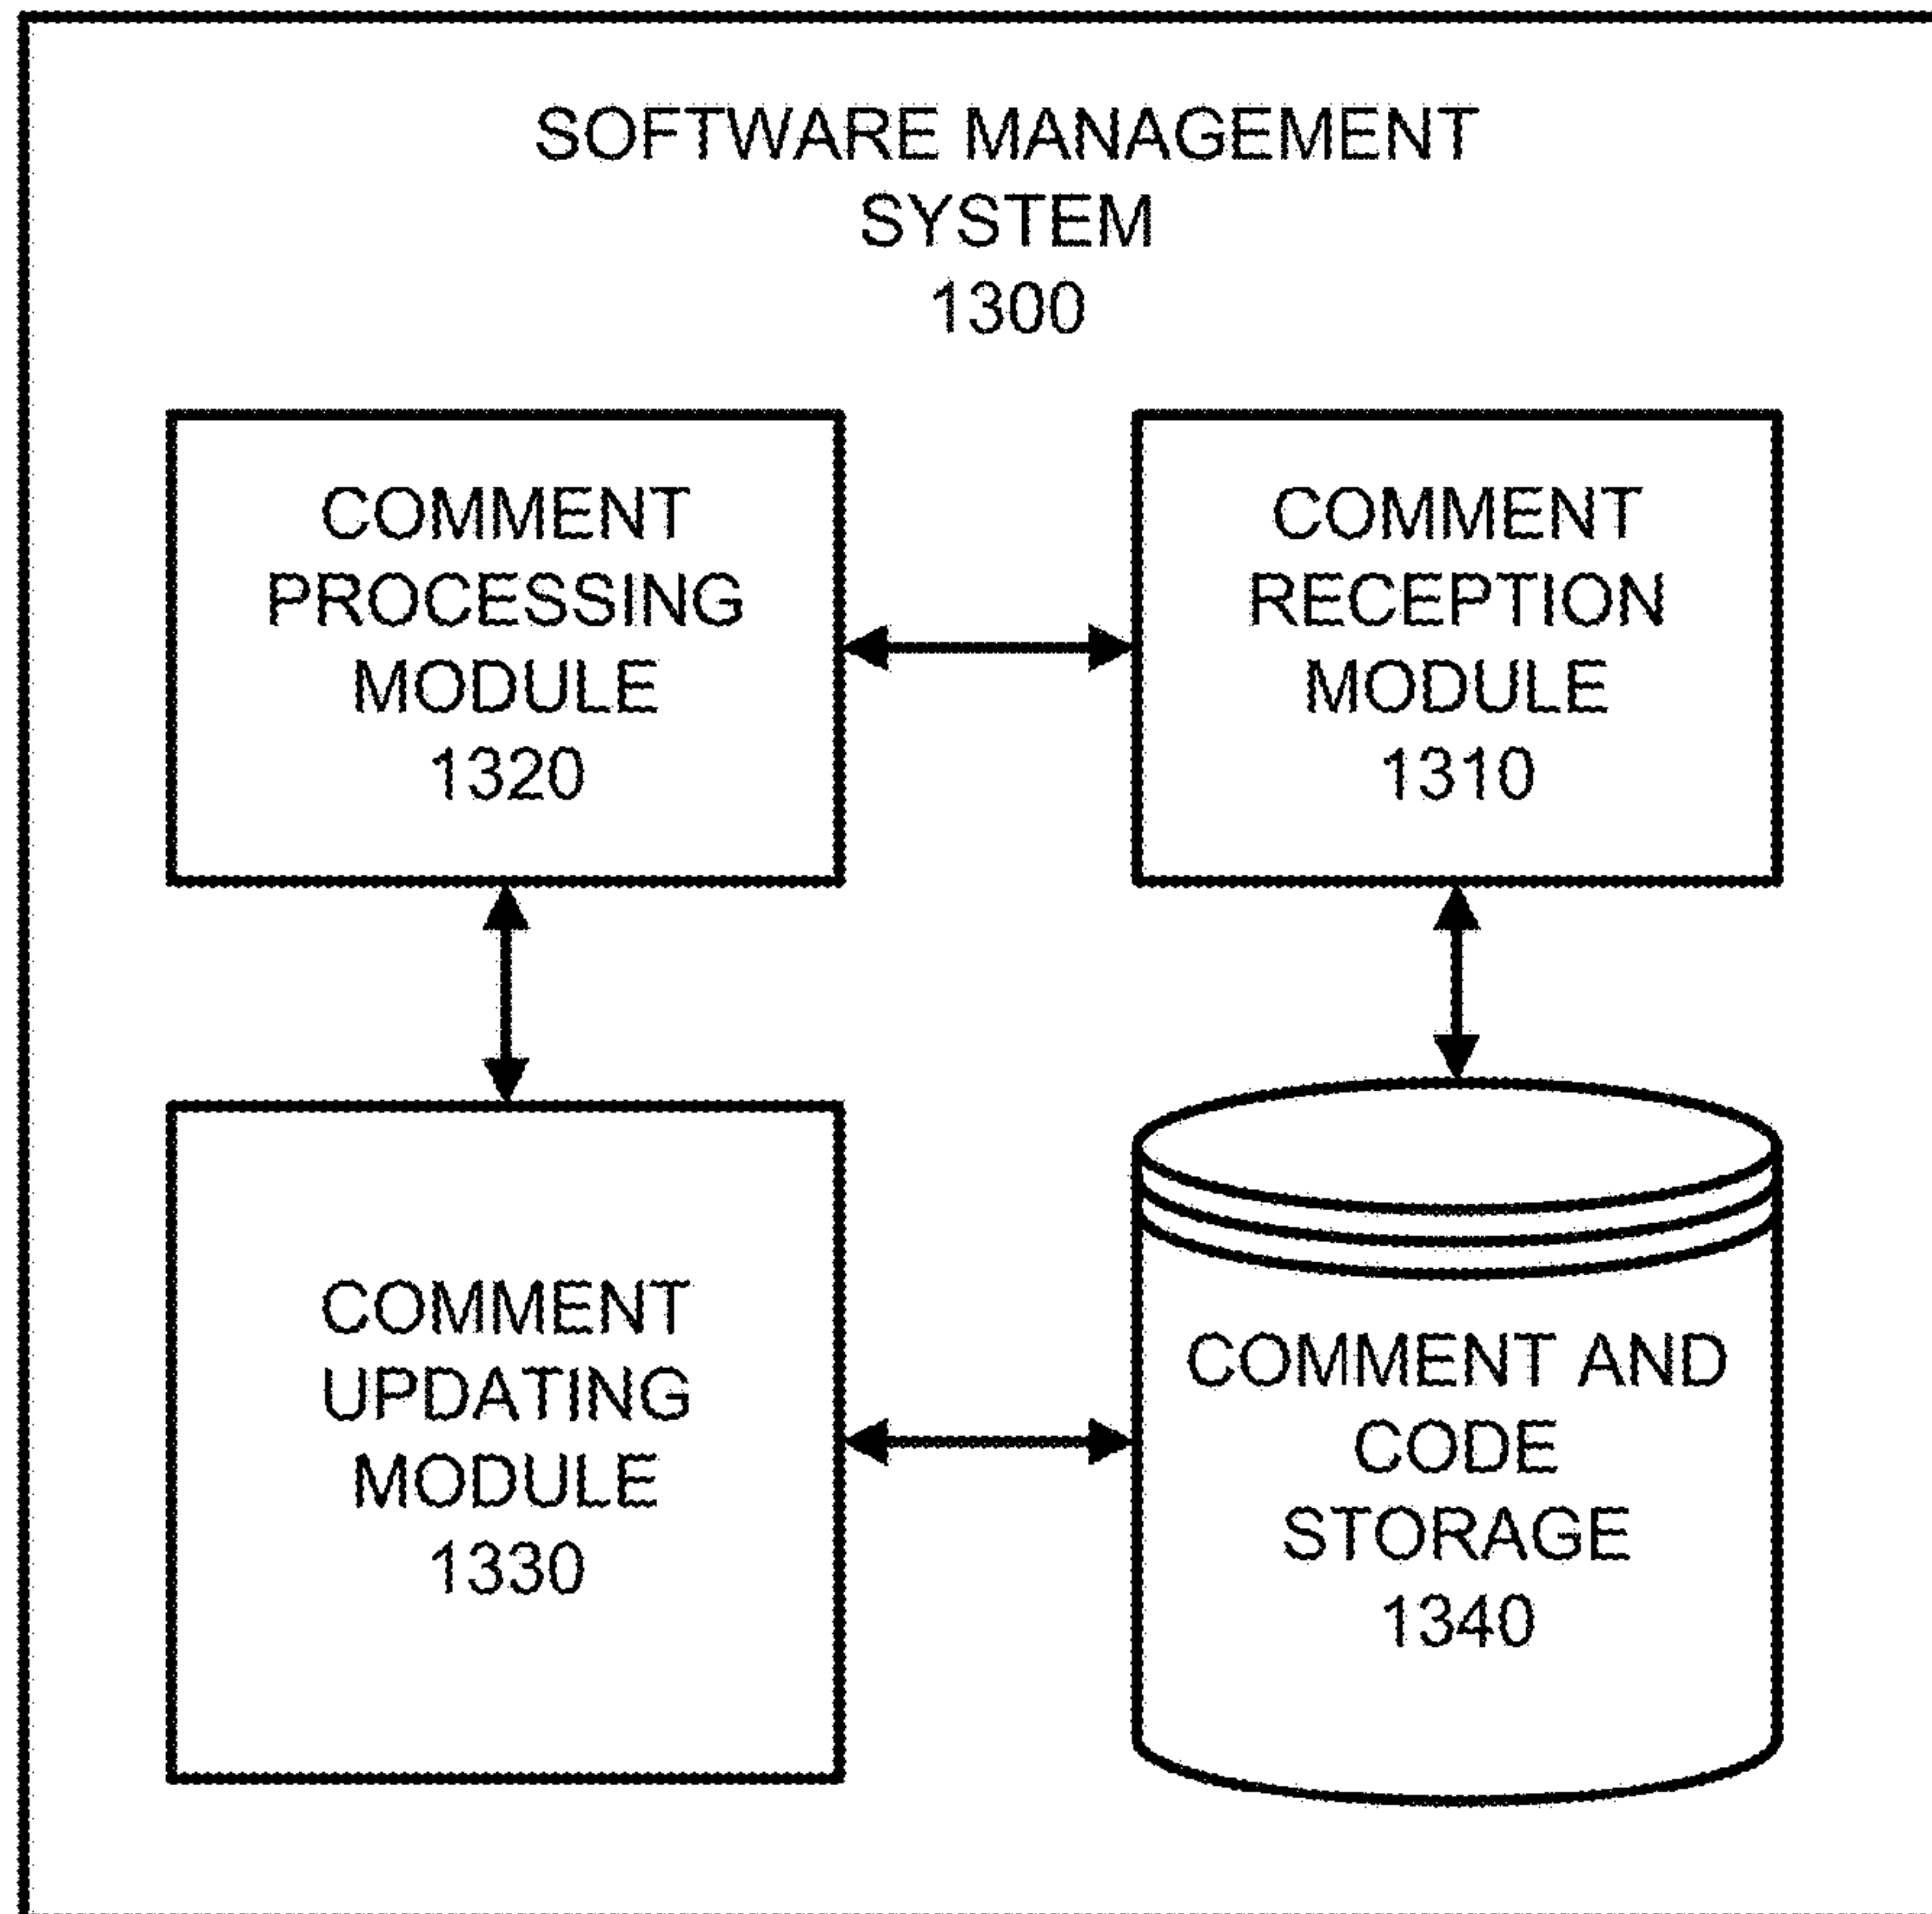 SOFTWARE MANAGEMENT
SYSTEM
1300
COMMENT
PROCESSING
MODULE
1320
COMMENT
RECEPTION
MODULE
1310
COMMENT
UPDATING
MODULE
1330
COMMENT AND
CODE
STORAGE
1340